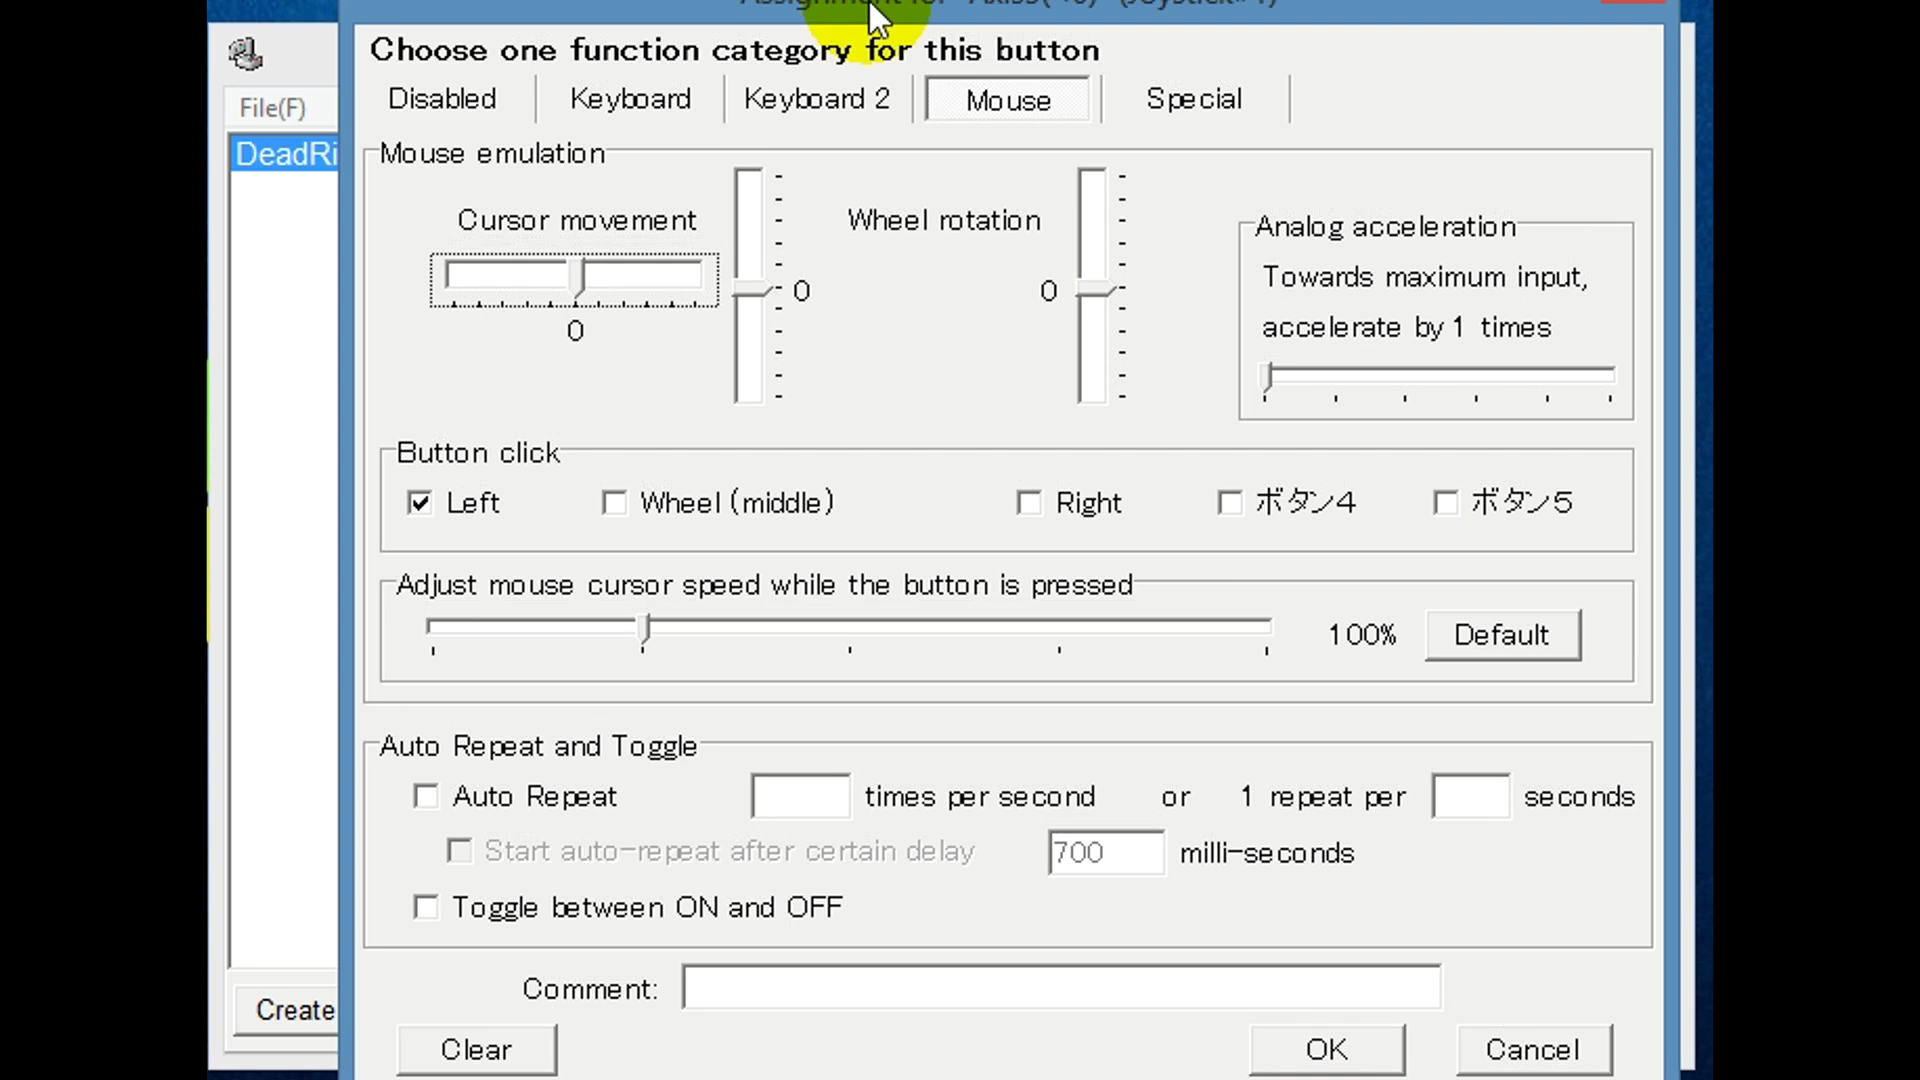 Choose one function category for this button
File(F)
Disabled
Keyboard
Keyboard 2
Mouse
Special
DeadRi
Mouse emulation
Cursor movement
0
0
Wheel rotation
0
Analog acceleration
Towards maximum input,
accelerate by 1 times
Button click
Left
Wheel (middle)
Right
ボタン4
ボタン5
Adjust mouse cursor speed while the button is pressed
100%
Default
Auto Repeat and Toggle
Auto Repeat
times per second
or
1 repeat per
seconds
Start auto-repeat after certain delay
700
milli-seconds
Toggle between ON and OFF
Comment:
Create
Clear
OK
Cancel